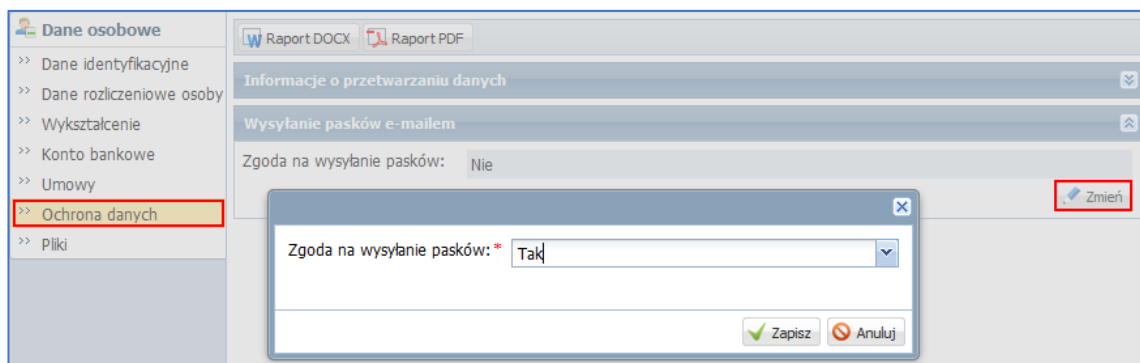 Dane osobowe
Dane identyfikacyjne
Dane rozliczeniowe osoby
Wykształcenie
Konto bankowe
Umowy
Ochrona danych
Pliki
Raport DOCX Raport PDF
Informacje o przetwarzaniu danych
Wysyłanie pasków e-mailem
Zgoda na wysyłanie pasków: Nie
Zmień
Zgoda na wysyłanie pasków:* Tak
Zapisz Anuluj